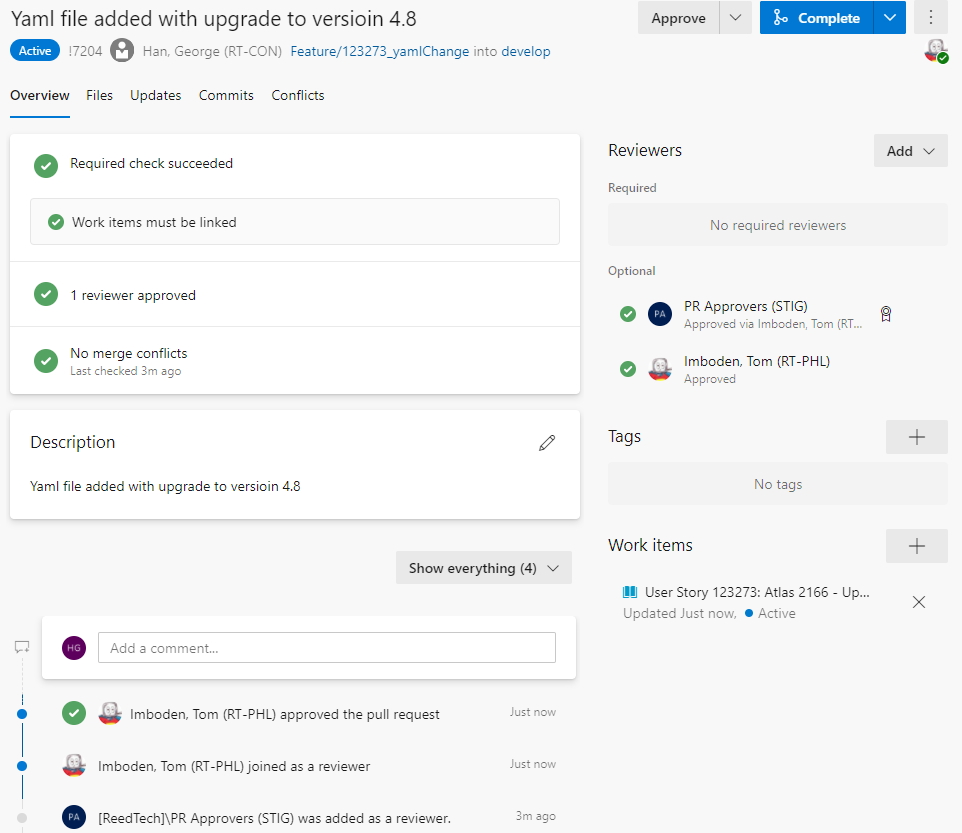 Yaml file added with upgrade to versioin 4.8
Approve
Complete
Active !7204 Han, George (RT-CON) Feature/123273_yamlChange into develop
Overview Files Updates Commits Conflicts
Required check succeeded
Work items must be linked
1 reviewer approved
No merge conflicts
Last checked 3m ago
Description
Yaml file added with upgrade to versioin 4.8
Show everything (4)
HG Add a comment...
Imboden, Tom (RT-PHL) approved the pull request Just now
Imboden, Tom (RT-PHL) joined as a reviewer Just now
PA [ReedTech]\PR Approvers (STIG) was added as a reviewer. 3m ago
Reviewers
Add
Required
No required reviewers
Optional
PA PR Approvers (STIG)
Approved via Imboden, Tom (RT...
Imboden, Tom (RT-PHL)
Approved
Tags
No tags
Work items
User Story 123273: Atlas 2166 - Up...
Updated Just now, Active